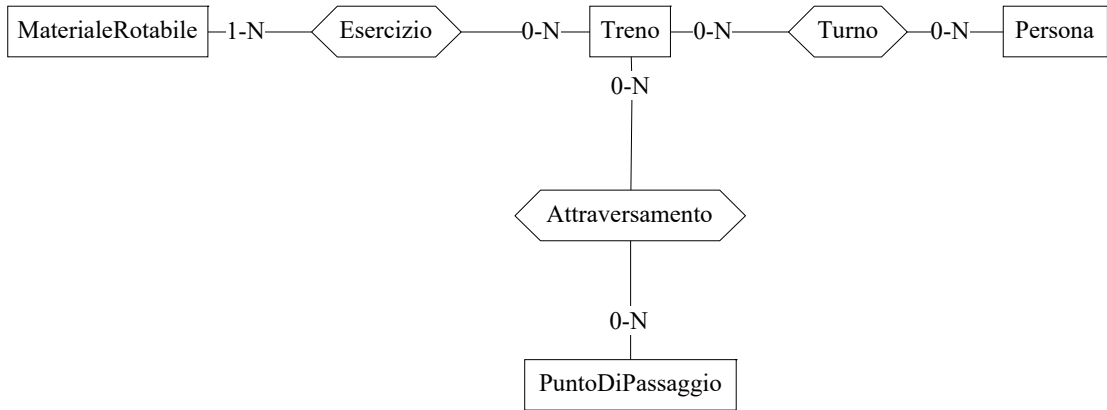 MaterialeRotabile 1-N Esercizio 0-N Treno 0-N Turno 0-N Persona
0-N
Attraversamento
0-N
PuntoDiPassaggio